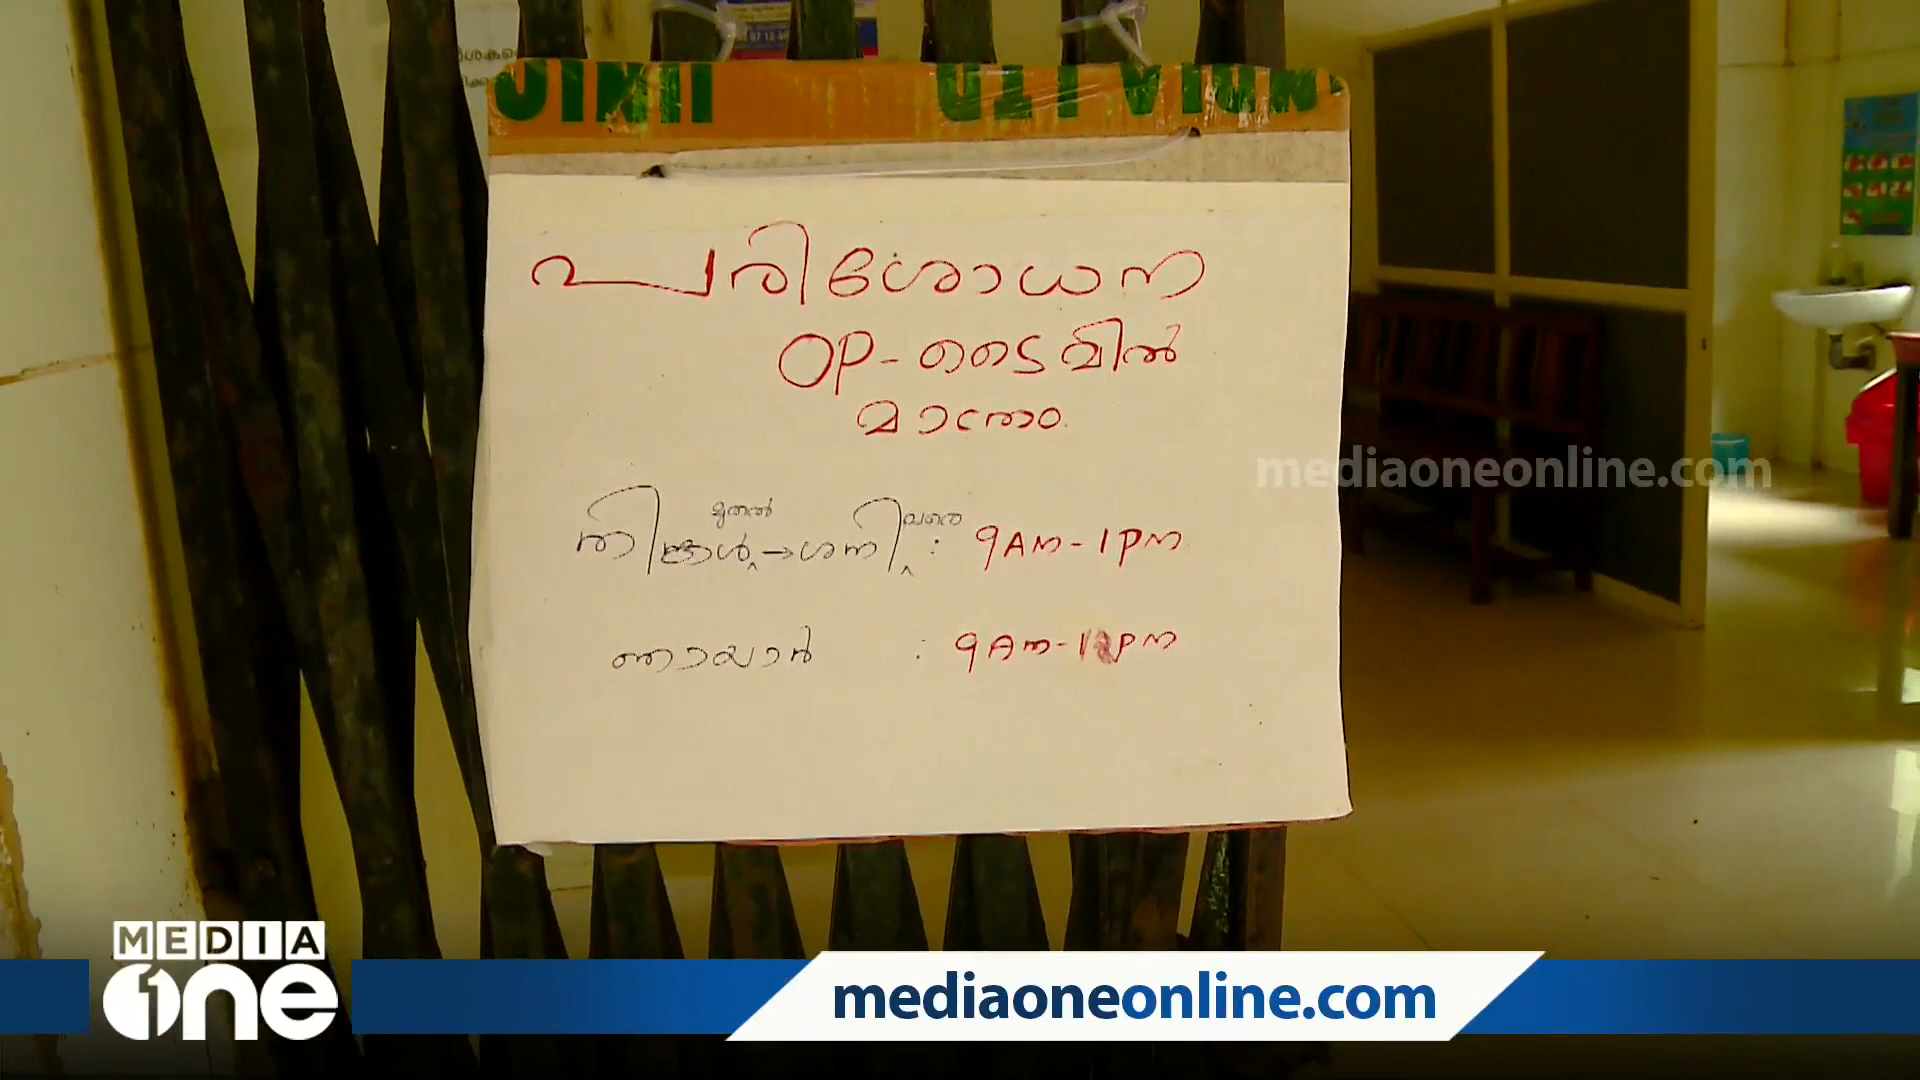 പരിശോധന
OP-ടൈമിൽ
മാത്രം.
തിങ്കൾ മുതൽ → ശനി വരെ : 9AM-1PM
ഞായർ : 9AM-12PM
mediaoneonline.com
MEDIA
one
mediaoneonline.com